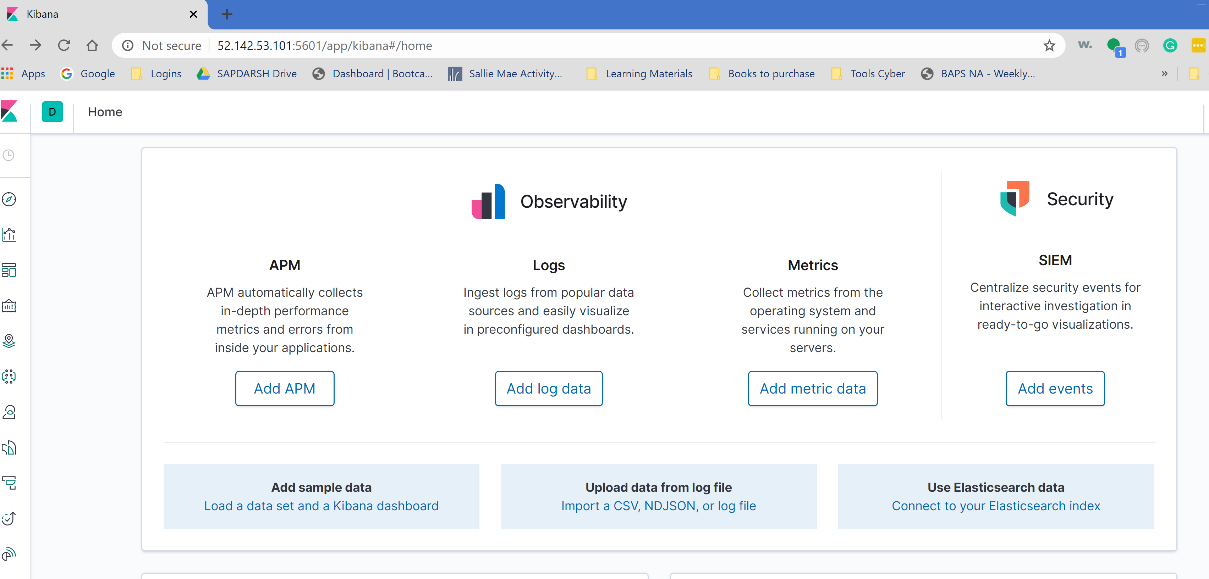 Kibana
Not secure 52.142.53.101:5601/app/kibana#/home
W.
G
1
Apps Google Logins SAPDARSH Drive Dashboard | Bootca... Sallie Mae Activity... Learning Materials Books to purchase Tools Cyber BAPS NA - Weekly... »
D Home
Observability
Security
APM
APM automatically collects
in-depth performance
metrics and errors from
inside your applications.
Add APM
Logs
Ingest logs from popular data
sources and easily visualize
in preconfigured dashboards.
Add log data
Metrics
Collect metrics from the
operating system and
services running on your
servers.
Add metric data
SIEM
Centralize security events for
interactive investigation in
ready-to-go visualizations.
Add events
Add sample data
Load a data set and a Kibana dashboard
Upload data from log file
Import a CSV, NDJSON, or log file
Use Elasticsearch data
Connect to your Elasticsearch index